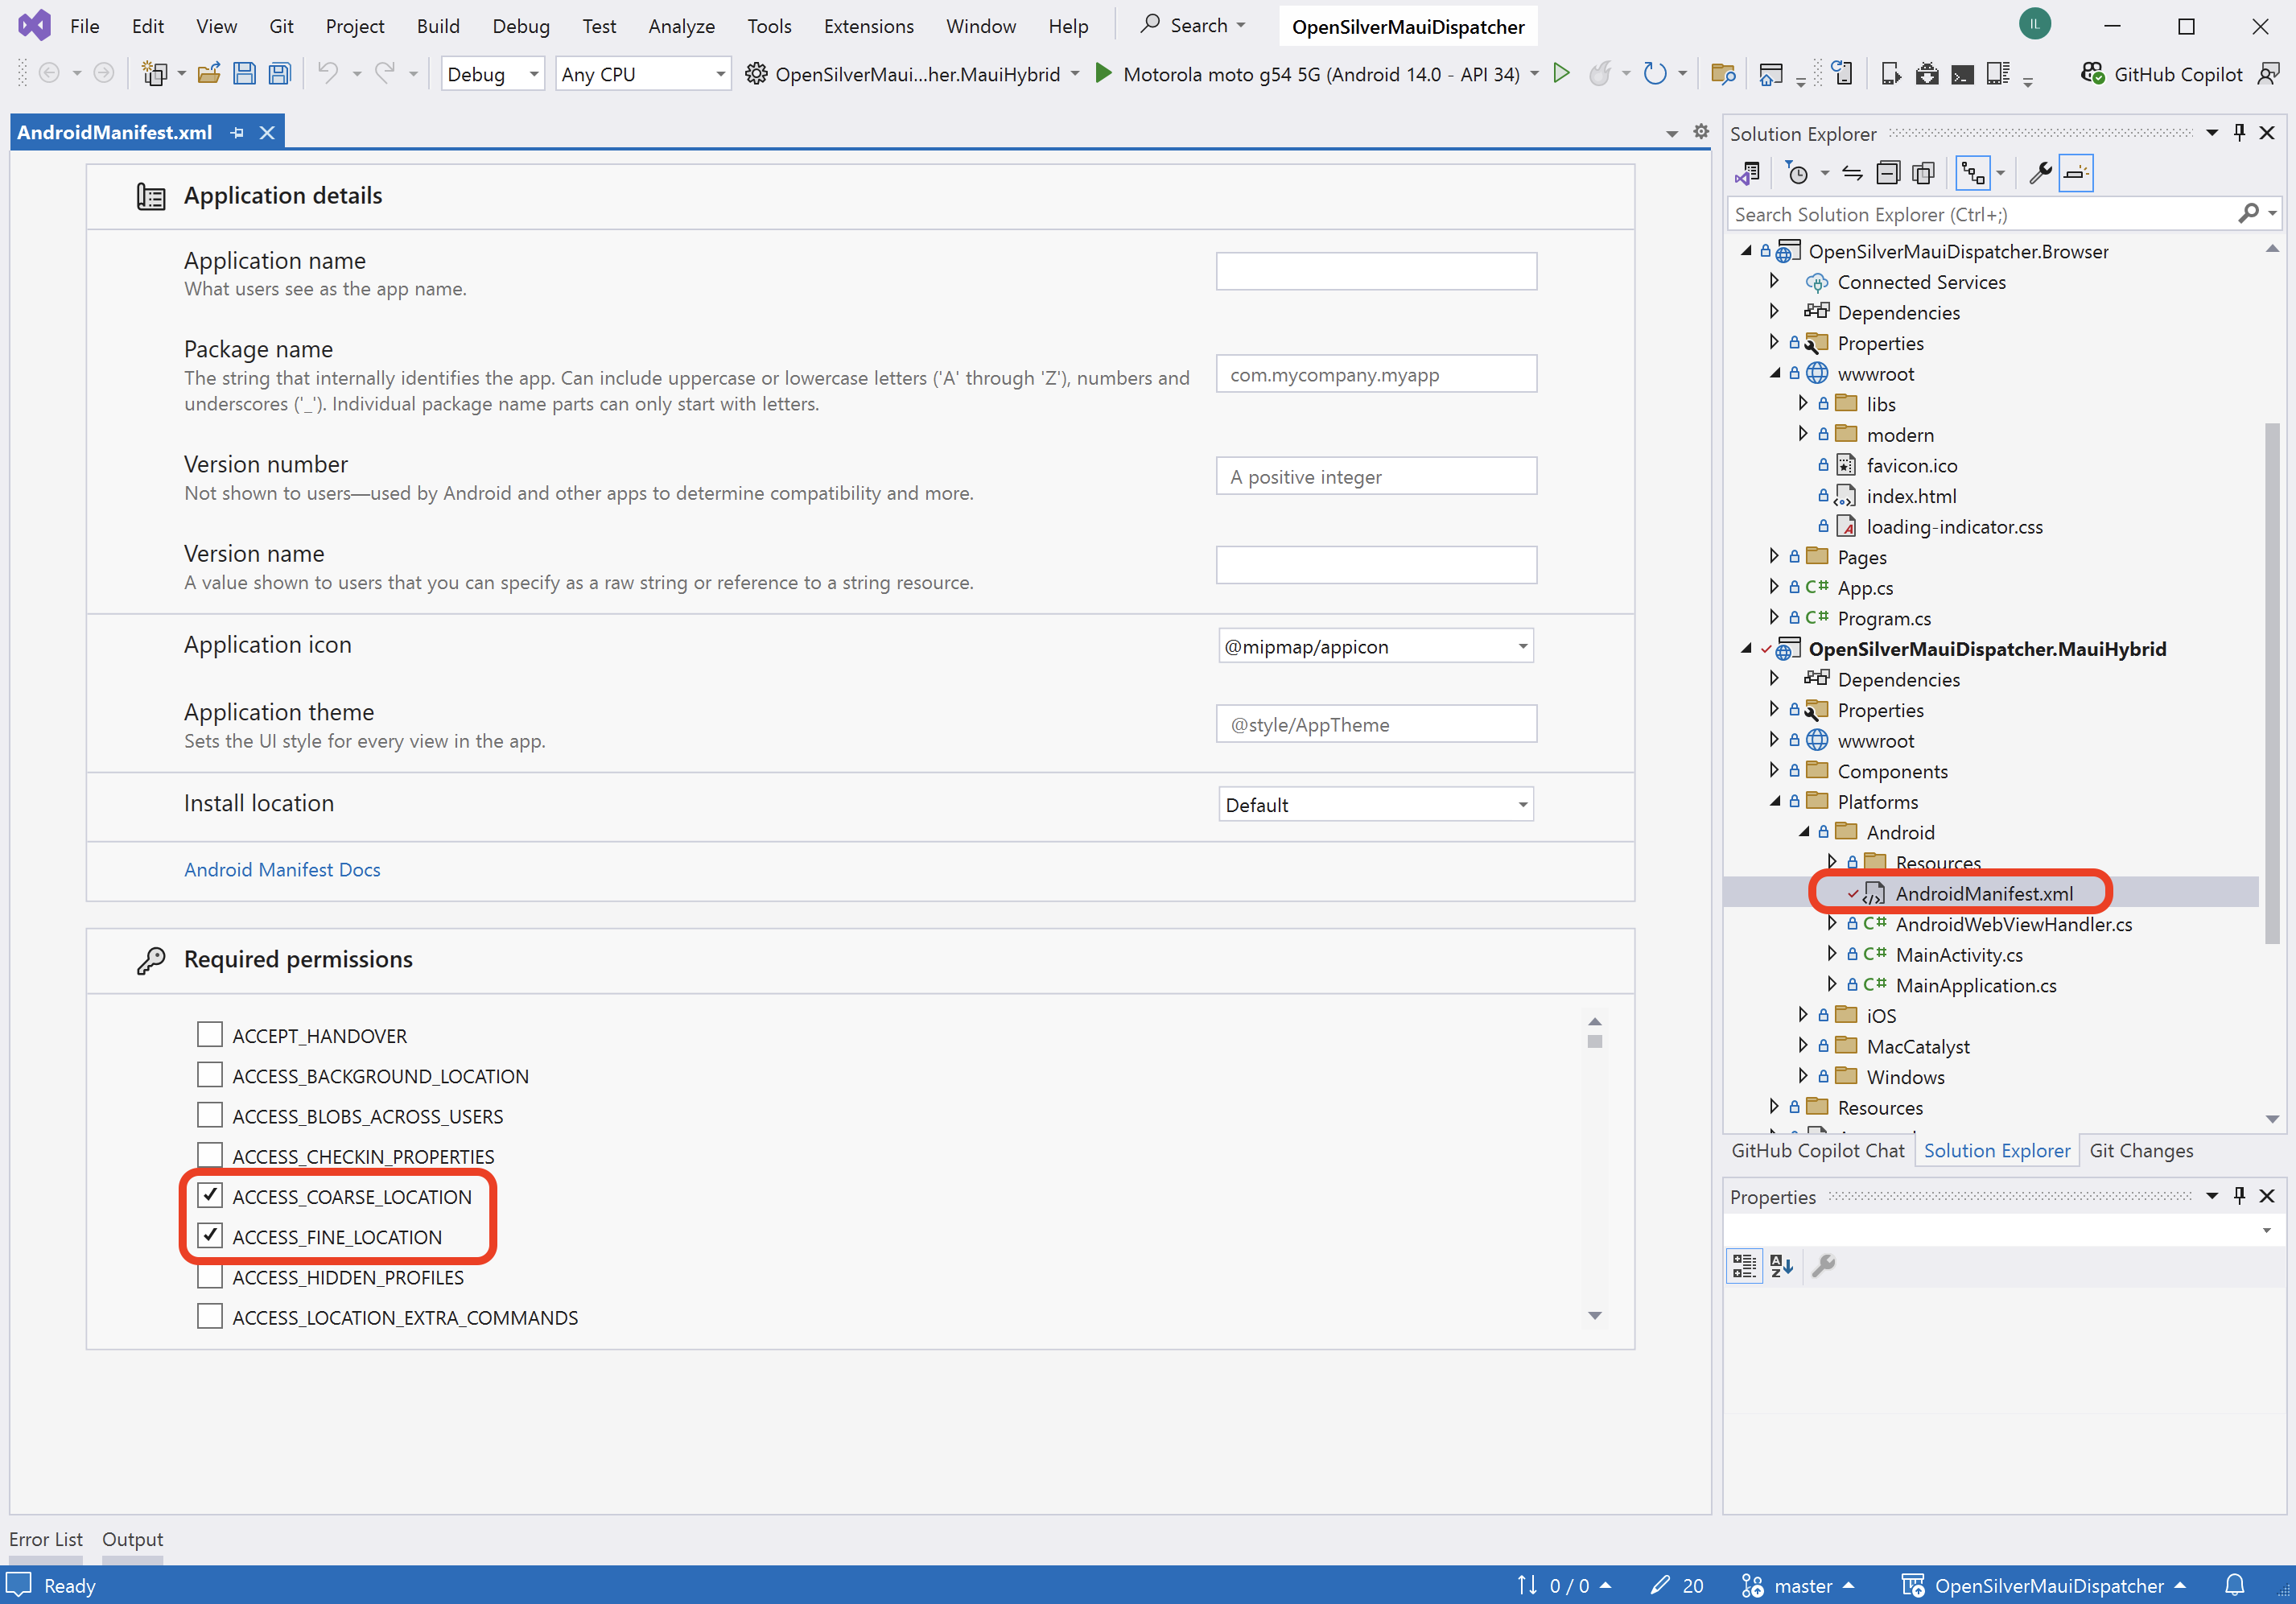 File Edit View Git Project Build Debug Test Analyze Tools Extensions Window Help Search OpenSilverMauiDispatcher IL
Debug Any CPU OpenSilverMaui...her.MauiHybrid Motorola moto g54 5G (Android 14.0 - API 34) GitHub Copilot
AndroidManifest.xml
Application details
Application name
What users see as the app name.
Package name
The string that internally identifies the app. Can include uppercase or lowercase letters ('A' through 'Z'), numbers and
underscores ('_'). Individual package name parts can only start with letters.
com.mycompany.myapp
Version number
Not shown to users—used by Android and other apps to determine compatibility and more.
A positive integer
Version name
A value shown to users that you can specify as a raw string or reference to a string resource.
Application icon
@mipmap/appicon
Application theme
Sets the UI style for every view in the app.
@style/AppTheme
Install location
Default
Android Manifest Docs
Required permissions
ACCEPT_HANDOVER
ACCESS_BACKGROUND_LOCATION
ACCESS_BLOBS_ACROSS_USERS
ACCESS_CHECKIN_PROPERTIES
ACCESS_COARSE_LOCATION
ACCESS_FINE_LOCATION
ACCESS_HIDDEN_PROFILES
ACCESS_LOCATION_EXTRA_COMMANDS
Solution Explorer
Search Solution Explorer (Ctrl+;)
OpenSilverMauiDispatcher.Browser
Connected Services
Dependencies
Properties
wwwroot
libs
modern
favicon.ico
index.html
loading-indicator.css
Pages
C# App.cs
C# Program.cs
OpenSilverMauiDispatcher.MauiHybrid
Dependencies
Properties
wwwroot
Components
Platforms
Android
Resources
AndroidManifest.xml
C# AndroidWebViewHandler.cs
C# MainActivity.cs
C# MainApplication.cs
iOS
MacCatalyst
Windows
Resources
GitHub Copilot Chat Solution Explorer Git Changes
Properties
Error List Output
Ready 0 / 0 20 master OpenSilverMauiDispatcher